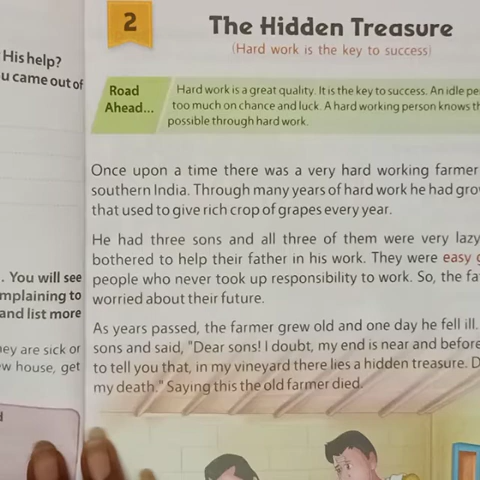 His help?
u came out of
. You will see
mplaining to
and list more
hey are sick or
ew house, get
2
The Hidden Treasure
(Hard work is the key to success)
Road
Ahead...
Hard work is a great quality. It is the key to success. An idle pe
too much on chance and luck. A hard working person knows th
possible through hard work.
Once upon a time there was a very hard working farmer
southern India. Through many years of hard work he had gro
that used to give rich crop of grapes every year.
He had three sons and all three of them were very lazy
bothered to help their father in his work. They were easy g
people who never took up responsibility to work. So, the fa
worried about their future.
As years passed, the farmer grew old and one day he fell ill.
sons and said, "Dear sons! I doubt, my end is near and before
to tell you that, in my vineyard there lies a hidden treasure. D
my death." Saying this the old farmer died.